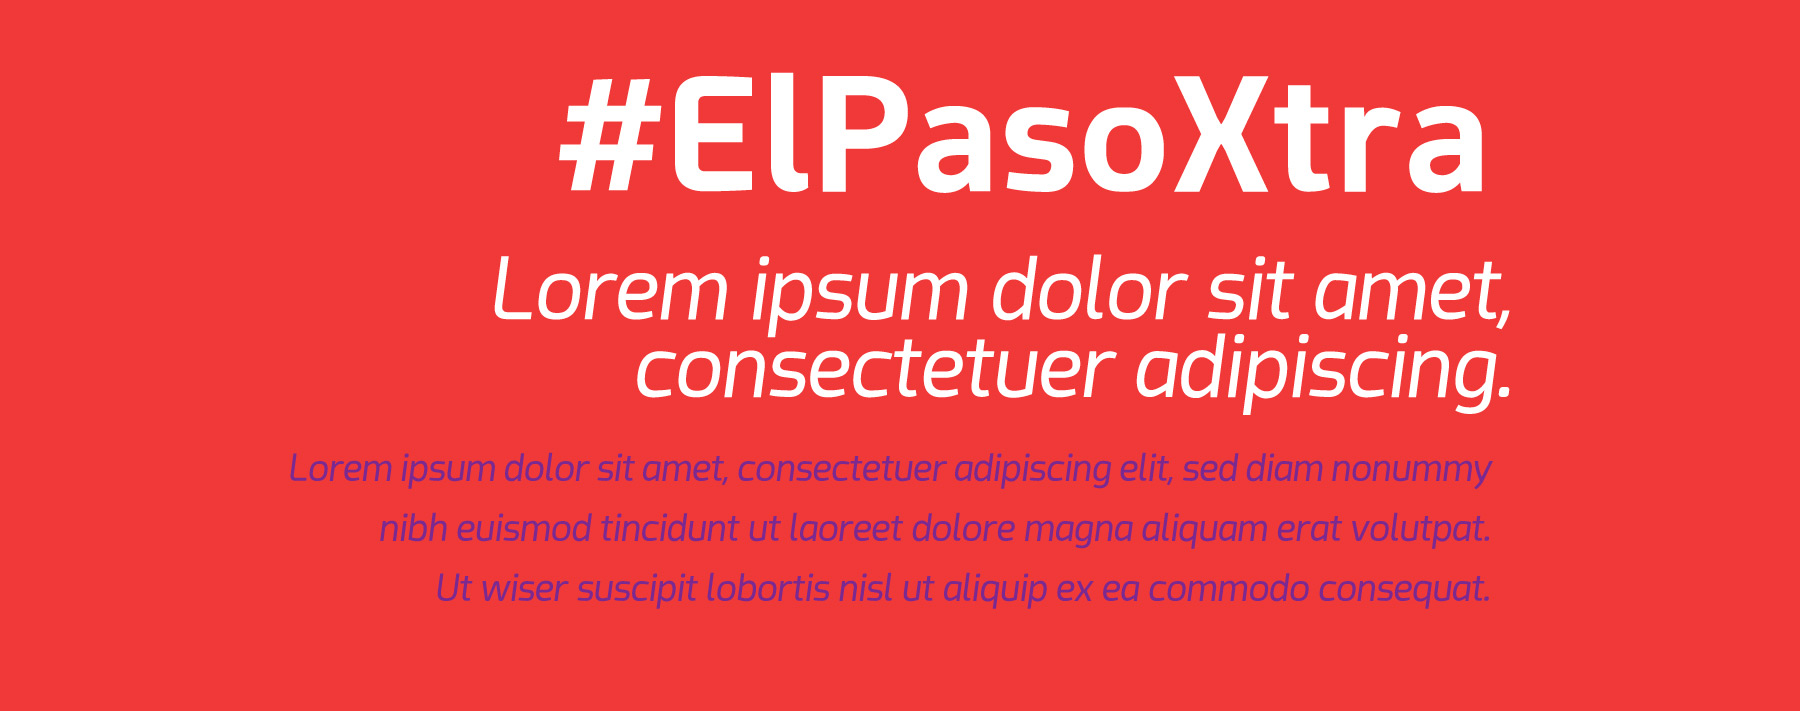 #ElPasoXtra
Lorem ipsum dolor sit amet,
consectetuer adipiscing.
Lorem ipsum dolor sit amet, consectetuer adipiscing elit, sed diam nonummy
nibh euismod tincidunt ut laoreet dolore magna aliquam erat volutpat.
Ut wiser suscipit lobortis nisl ut aliquip ex ea commodo consequat.